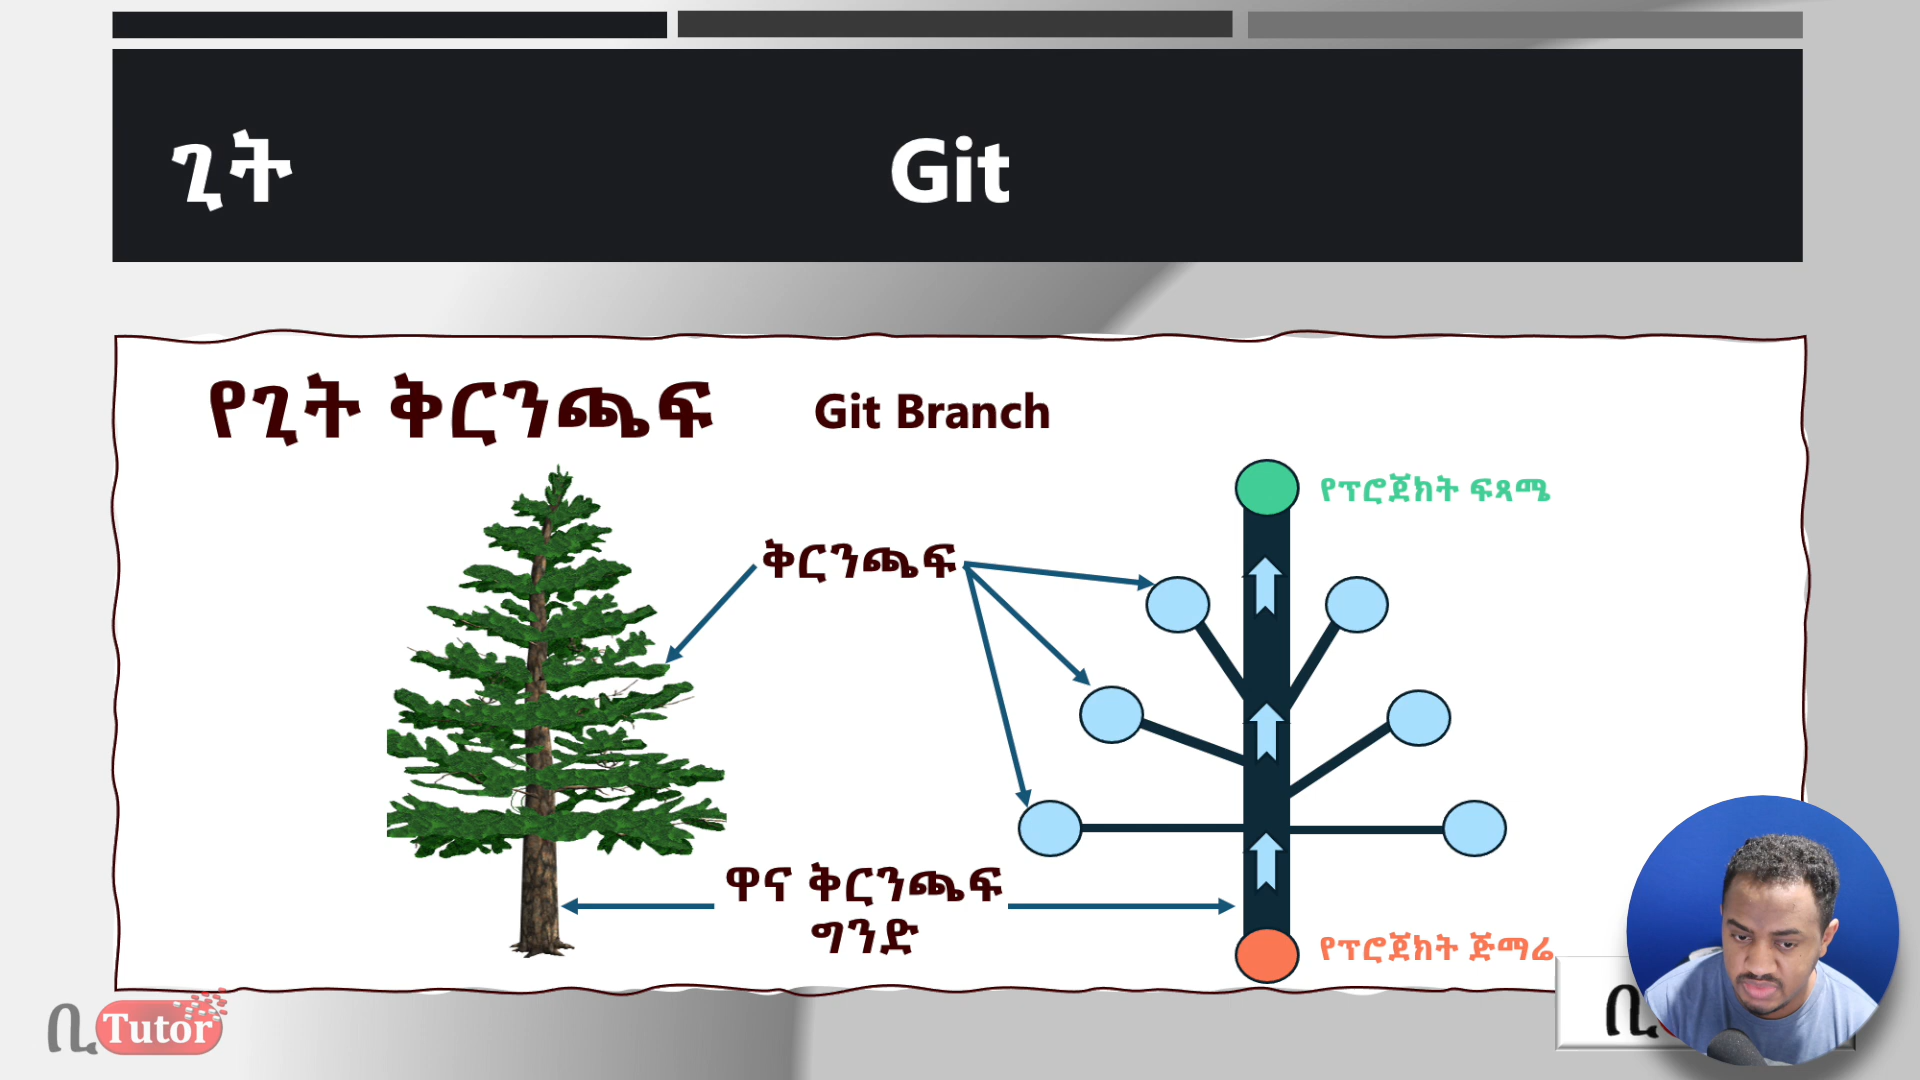 ጊት Git
የጊት ቅርንጫፍ Git Branch
የፕሮጀክት ፍጻሜ
ቅርንጫፍ
ዋና ቅርንጫፍ
ግንድ
የፕሮጀክት ጅማሬ
ቢ Tutor
ቢ